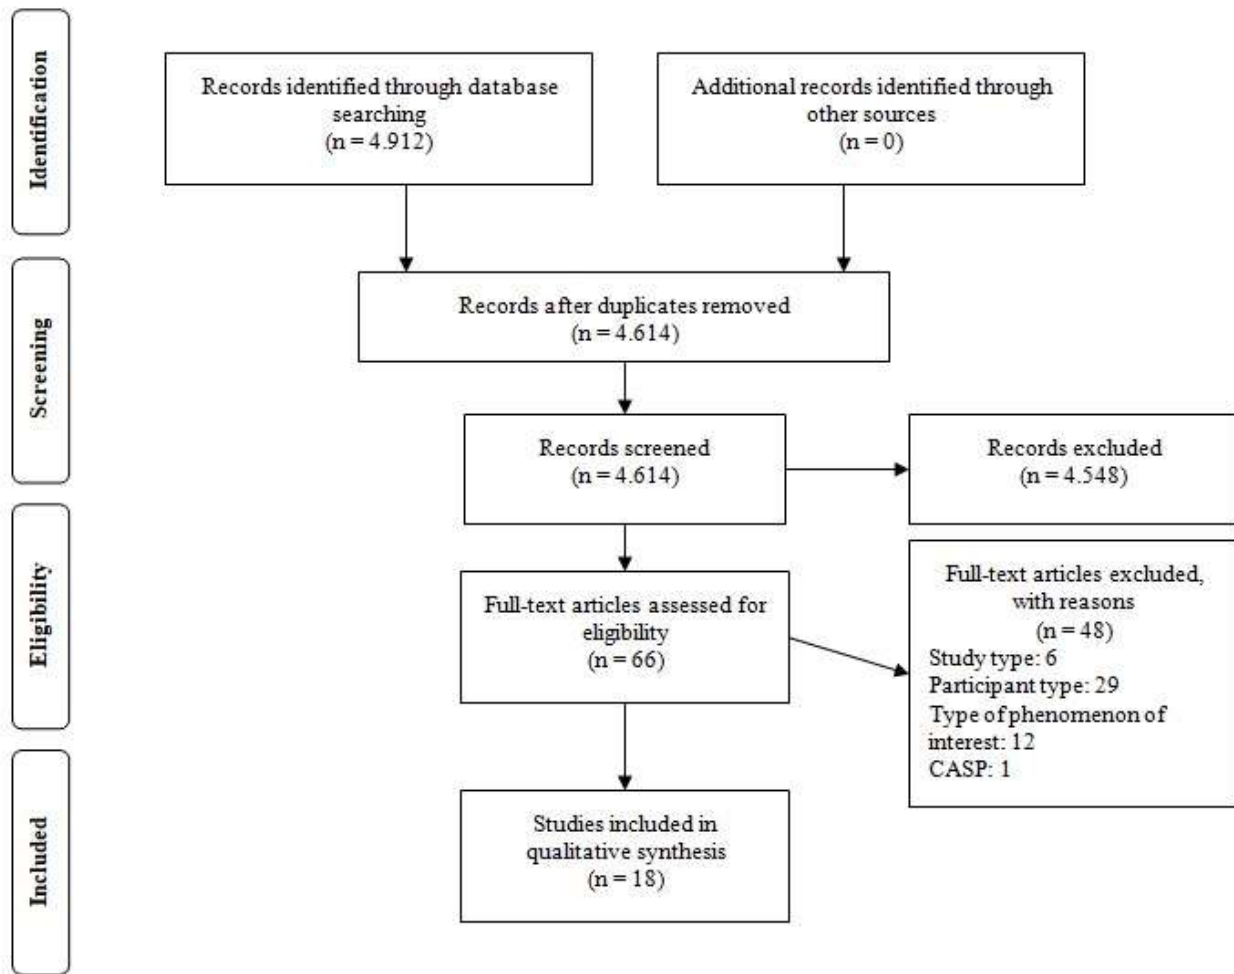 Identification
Records identified through database
searching
(n = 4.912)
Additional records identified through
other sources
(n = 0)
Screening
Records after duplicates removed
(n = 4.614)
Records screened
(n = 4.614)
Records excluded
(n = 4.548)
Eligibility
Full-text articles assessed for
eligibility
(n = 66)
Full-text articles excluded,
with reasons
(n = 48)
Study type: 6
Participant type: 29
Type of phenomenon of
interest: 12
CASP: 1
Included
Studies included in
qualitative synthesis
(n = 18)